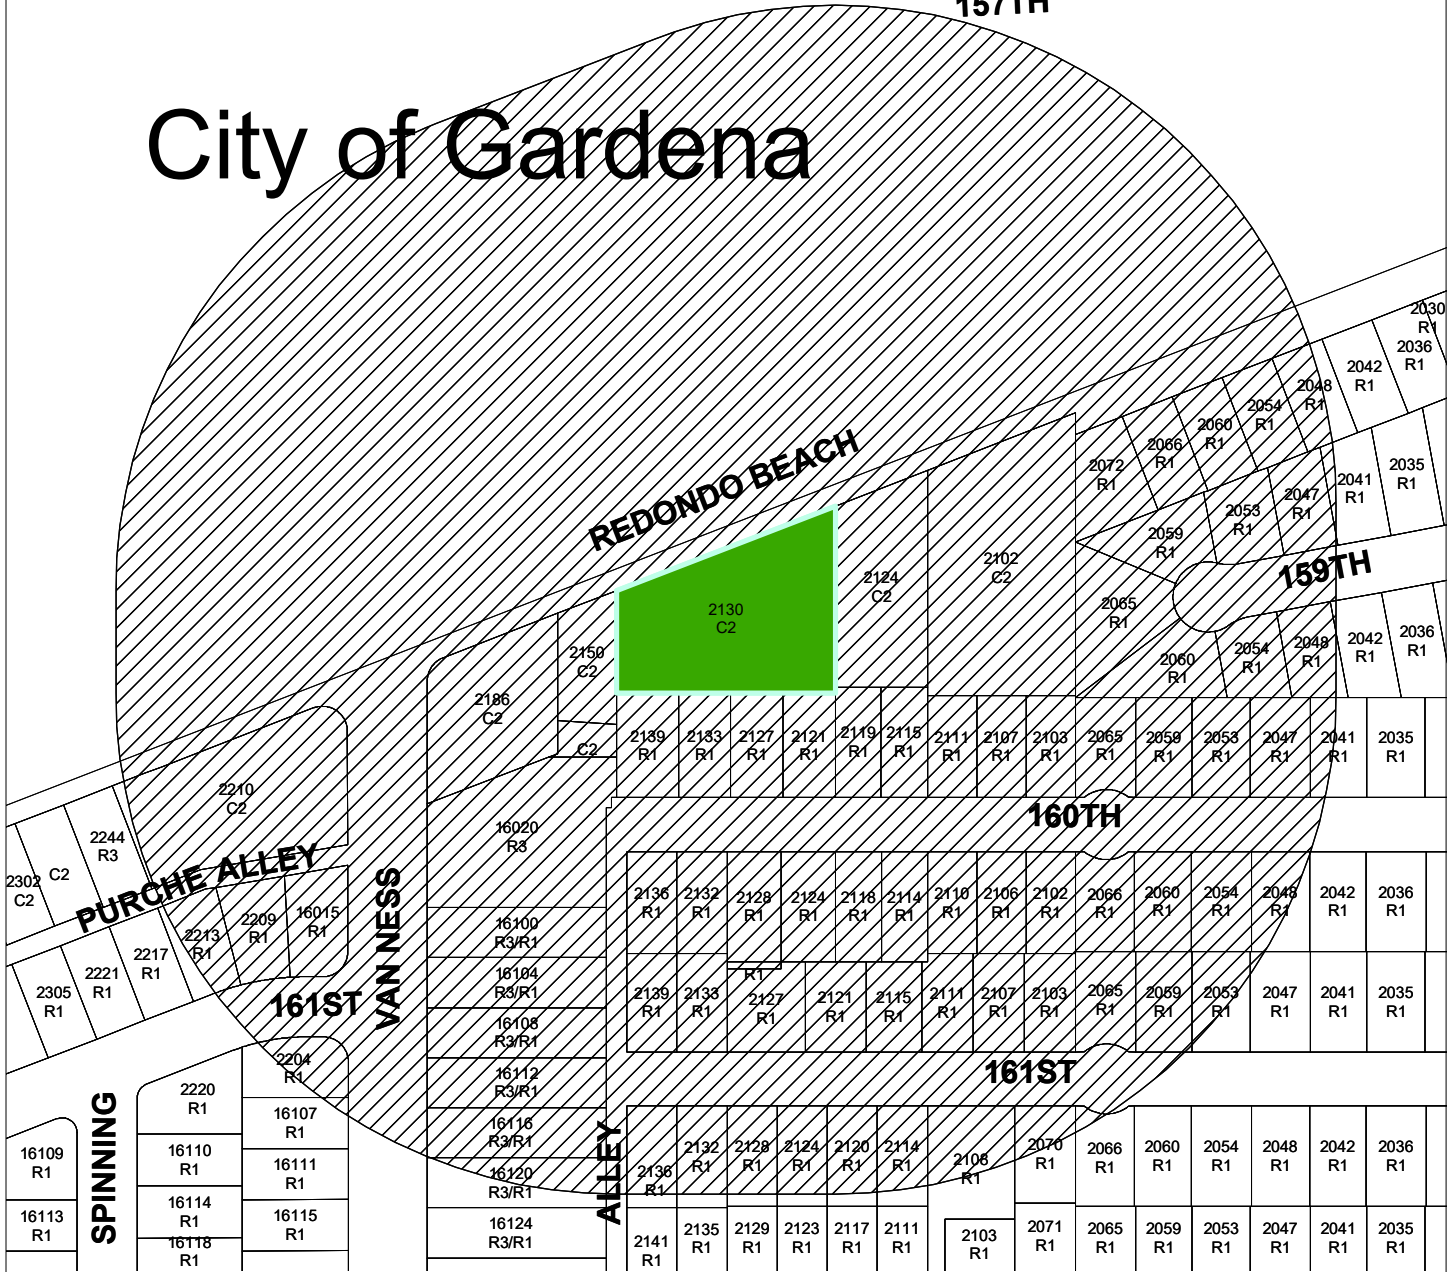 157TH
City of Gardena
2030
R1
2036
R1
2042
R1
2048
R1
2054
R1
2060
R1
2066
R1
2072
R1
REDONDO BEACH
2035
R1
2041
R1
2047
R1
2053
R1
2059
R1
159TH
2102
C2
2124
C2
2130
C2
2065
R1
2036
R1
2042
R1
2048
R1
2054
R1
2060
R1
2150
C2
2186
C2
C2
2139
R1
2133
R1
2127
R1
2121
R1
2119
R1
2115
R1
2111
R1
2107
R1
2103
R1
2065
R1
2059
R1
2053
R1
2047
R1
2041
R1
2035
R1
2210
C2
160TH
16020
R3
2244
R3
C2
2302
C2
PURCHE ALLEY
VAN NESS
2136
R1
2132
R1
2128
R1
2124
R1
2118
R1
2114
R1
2110
R1
2106
R1
2102
R1
2066
R1
2060
R1
2054
R1
2048
R1
2042
R1
2036
R1
16015
R1
2209
R1
2213
R1
2217
R1
2221
R1
2305
R1
16100
R3/R1
16104
R3/R1
R1
2139
R1
2133
R1
2127
R1
2121
R1
2115
R1
2111
R1
2107
R1
2103
R1
2065
R1
2059
R1
2053
R1
2047
R1
2041
R1
2035
R1
161ST
16108
R3/R1
161ST
2204
R1
16112
R3/R1
2220
R1
16107
R1
16116
R3/R1
SPINNING
ALLEY
2136
R1
2132
R1
2128
R1
2124
R1
2120
R1
2114
R1
2108
R1
2070
R1
2066
R1
2060
R1
2054
R1
2048
R1
2042
R1
2036
R1
16109
R1
16110
R1
16111
R1
16120
R3/R1
16113
R1
16114
R1
16115
R1
16124
R3/R1
16118
R1
2141
R1
2135
R1
2129
R1
2123
R1
2117
R1
2111
R1
2103
R1
2071
R1
2065
R1
2059
R1
2053
R1
2047
R1
2041
R1
2035
R1